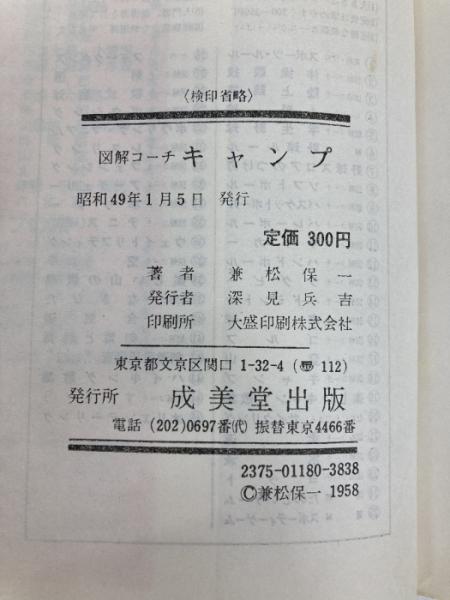 〈検印省略〉
図解コーチ キャンプ
昭和49年1月5日 発行
定価 300円
著者 兼松保一
発行者 深見兵吉
印刷所 大盛印刷株式会社
東京都文京区関口 1-32-4 (〠 112)
発行所 成美堂出版
電話 (202)0697番(代) 振替東京4466番
2375-01180-3838
©兼松保一 1958